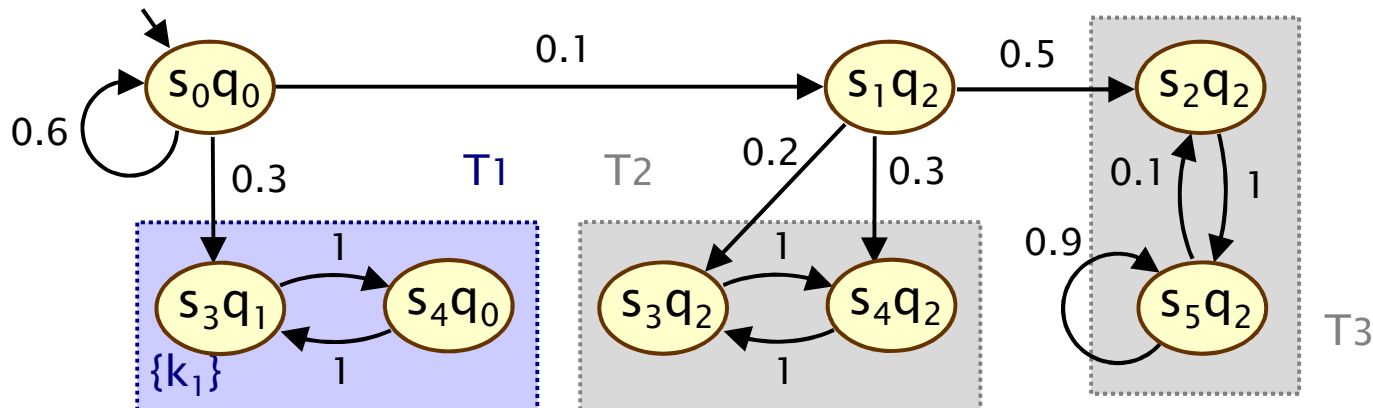 0.1
0.5
s₀q₀
s₁q₂
s₂q₂
0.6
0.3
T1
T2
0.2
0.3
0.1
1
1
1
0.9
s₃q₁
s₄q₀
s₃q₂
s₄q₂
s₅q₂
T3
{k₁}
1
1